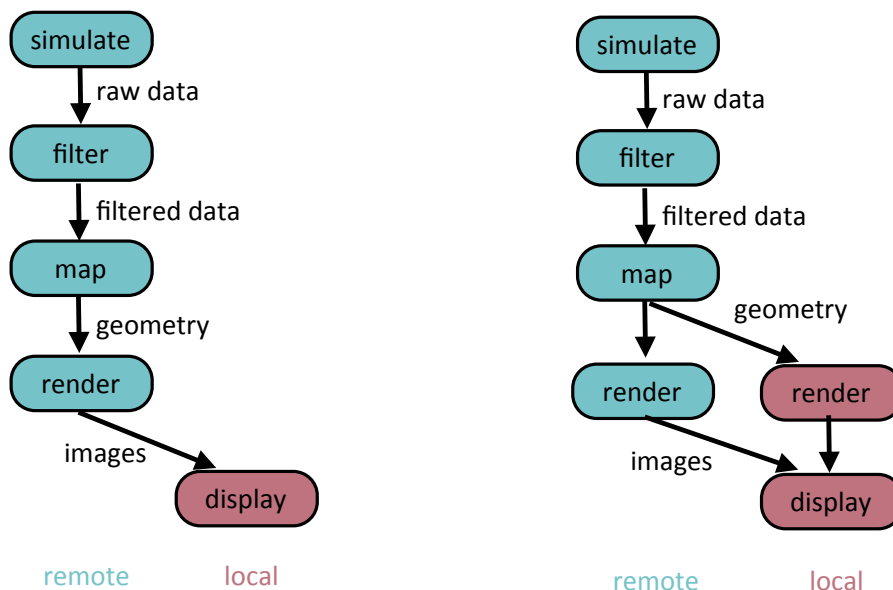 simulate
raw data
filter
filtered data
map
geometry
render
images
display
remote local
simulate
raw data
filter
filtered data
map
geometry
render render
images
display
remote local